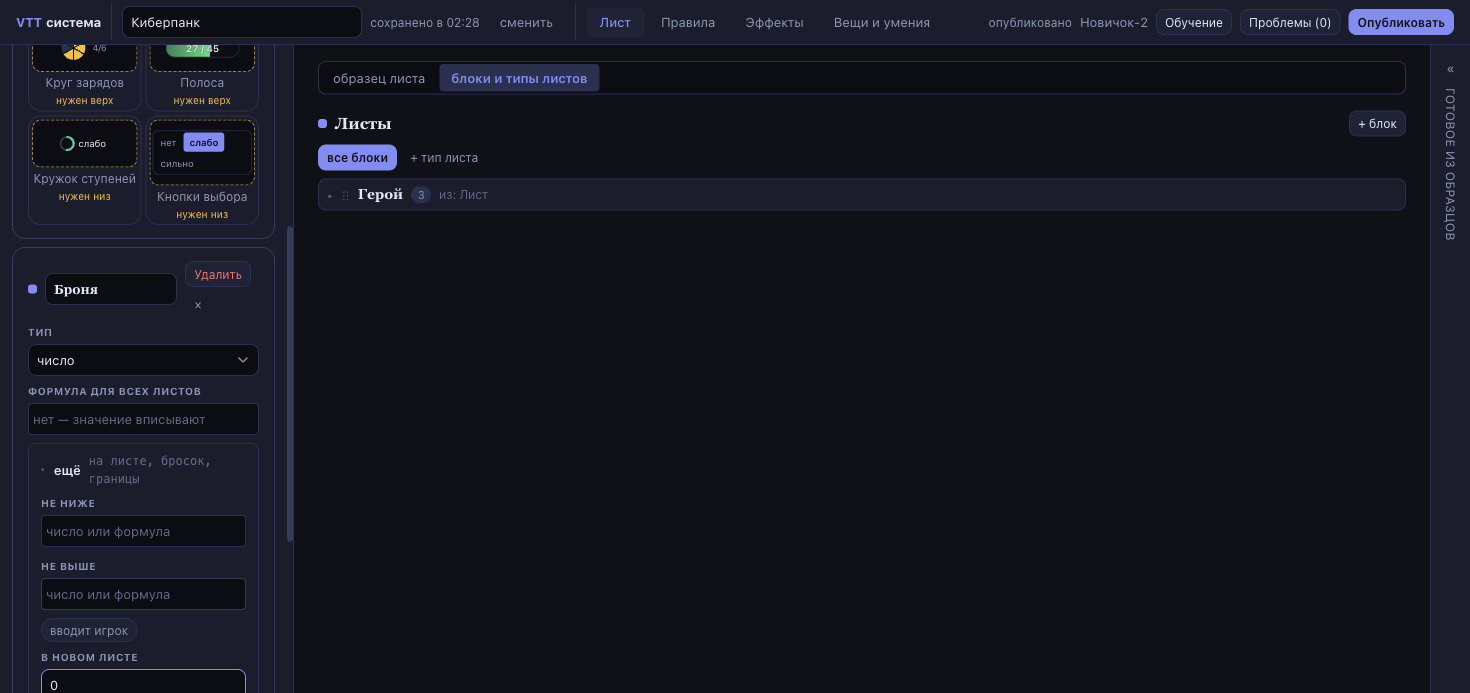 VTT система
Киберпанк
сохранено в 02:28
сменить
Лист
Правила
Эффекты
Вещи и умения
опубликовано
Новичок-2
Обучение
Проблемы (0)
Опубликовать
4/6
27 / 45
Круг зарядов
Полоса
нужен верх
нужен верх
слабо
нет
слабо
сильно
Кружок ступеней
Кнопки выбора
нужен низ
нужен низ
Броня
Удалить
×
ТИП
число
ФОРМУЛА ДЛЯ ВСЕХ ЛИСТОВ
нет — значение вписывают
ещё
на листе, бросок,
границы
НЕ НИЖЕ
число или формула
НЕ ВЫШЕ
число или формула
вводит игрок
В НОВОМ ЛИСТЕ
0
образец листа
блоки и типы листов
Листы
+ блок
все блоки
+ тип листа
Герой
3
из: Лист
«
ГОТОВОЕ ИЗ ОБРАЗЦОВ